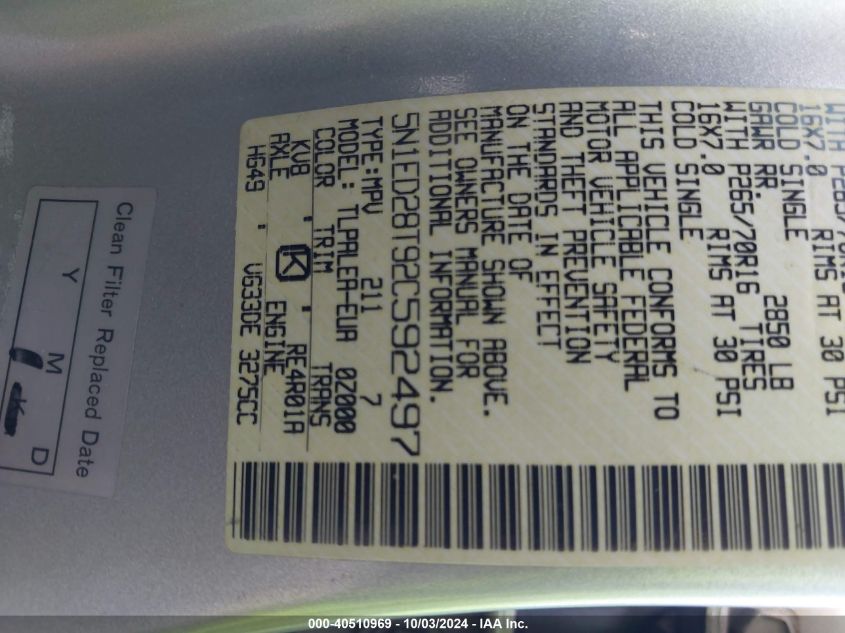 WITH P265/70R16
16X7.0 RIMS AT 30 PSI
COLD SINGLE
GAWR RR. 2850 LB
WITH P265/70R16 TIRES
16X7.0 RIMS AT 30 PSI
COLD SINGLE
THIS VEHICLE CONFORMS TO
ALL APPLICABLE FEDERAL
MOTOR VEHICLE SAFETY
AND THEFT PREVENTION
STANDARDS IN EFFECT
ON THE DATE OF
MANUFACTURE SHOWN ABOVE.
SEE OWNERS MANUAL FOR
ADDITIONAL INFORMATION.
5N1ED28T92C592497
TYPE:MPV 211 7
MODEL: TLPALEA-EUA 0Z000
COLOR TRIM TRANS
KV8 K RE4R01A
AXLE ENGINE
HG49 VG33DE 3275CC
Clean Filter Replaced Date
Y M D
000-40510969 - 10/03/2024 - IAA Inc.